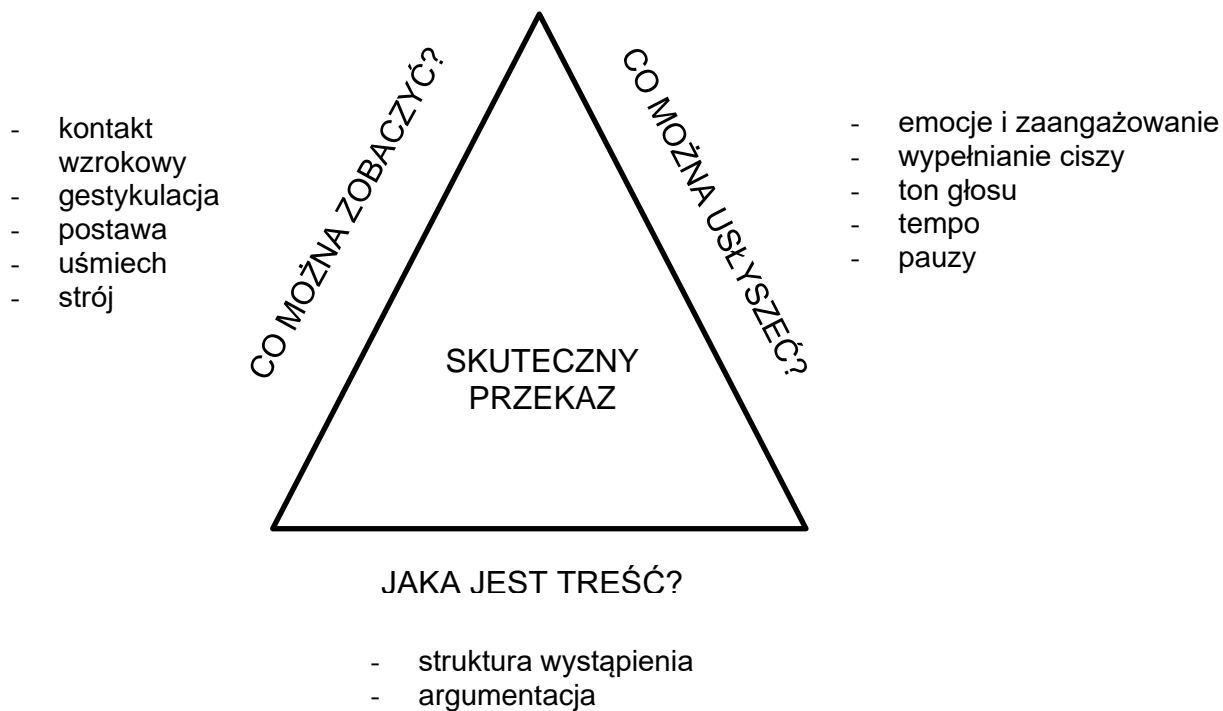 CO MOŻNA ZOBACZYĆ?
- kontakt
wzrokowy
- gestykulacja
- postawa
- uśmiech
- strój
CO MOŻNA USŁYSZEĆ?
- emocje i zaangażowanie
- wypełnianie ciszy
- ton głosu
- tempo
- pauzy
SKUTECZNY
PRZEKAZ
JAKA JEST TREŚĆ?
- struktura wystąpienia
- argumentacja